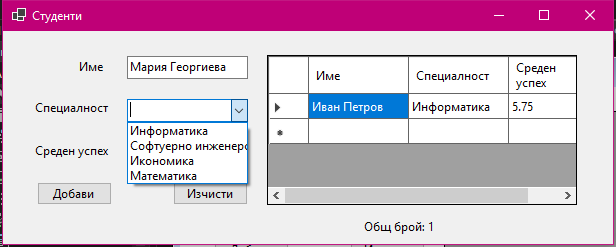 Студенти
Име
Мария Георгиева
Специалност
Информатика
Софтуерно
Икономика
Математика
Среден успех
Добави
Изчисти
Име Специалност Среден успех
Иван Петров Информатика 5.75
Общ брой: 1